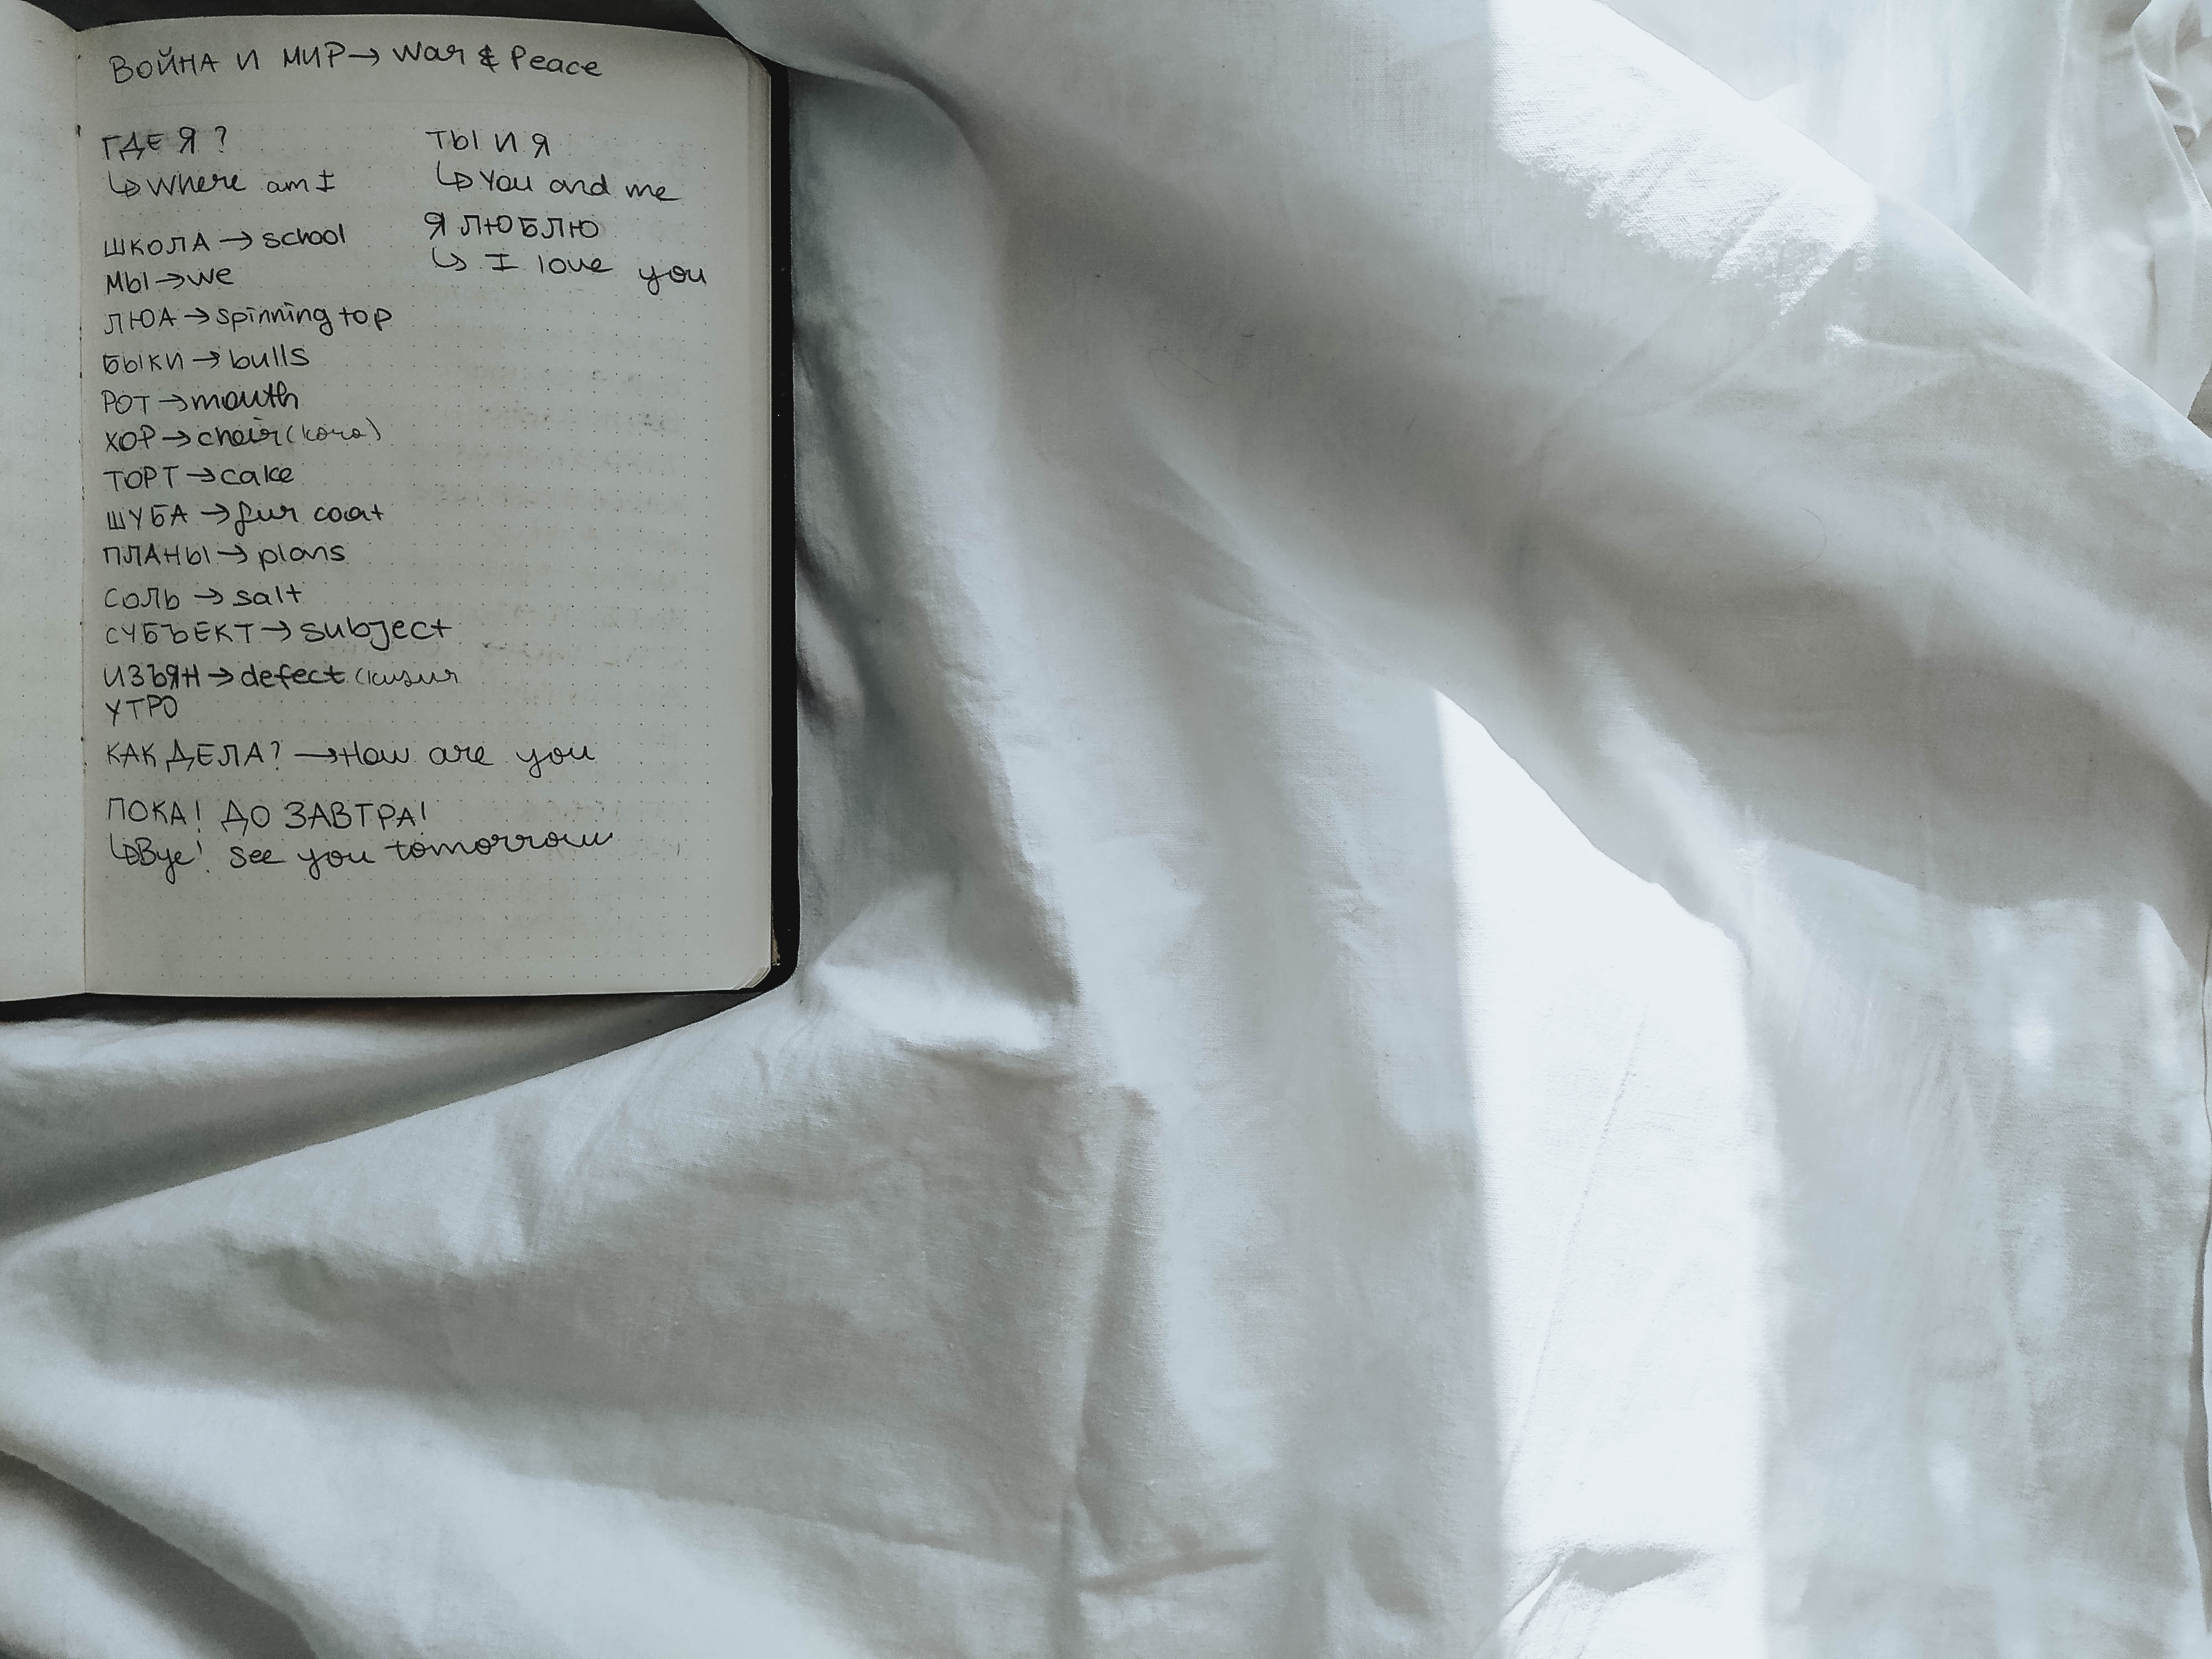 ВОЙНА И МИР → War & Peace
ГДЕ Я ?
↳ Where am I
ШКОЛА → school
МЫ → we
ЛЮА → spinning top
БЫКИ → bulls
РОТ → mouth
ХОР → choir
ТОРТ → cake
ШУБА → fur coat
ПЛАНЫ → plans
СОЛЬ → salt
СУБЪЕКТ → subject
ИЗЪЯН → defect
УТРО
КАК ДЕЛА? → How are you
ПОКА! ДО ЗАВТРА!
↳ Bye! See you tomorrow
ТЫ И Я
↳ You and me
Я ЛЮБЛЮ
↳ I love you